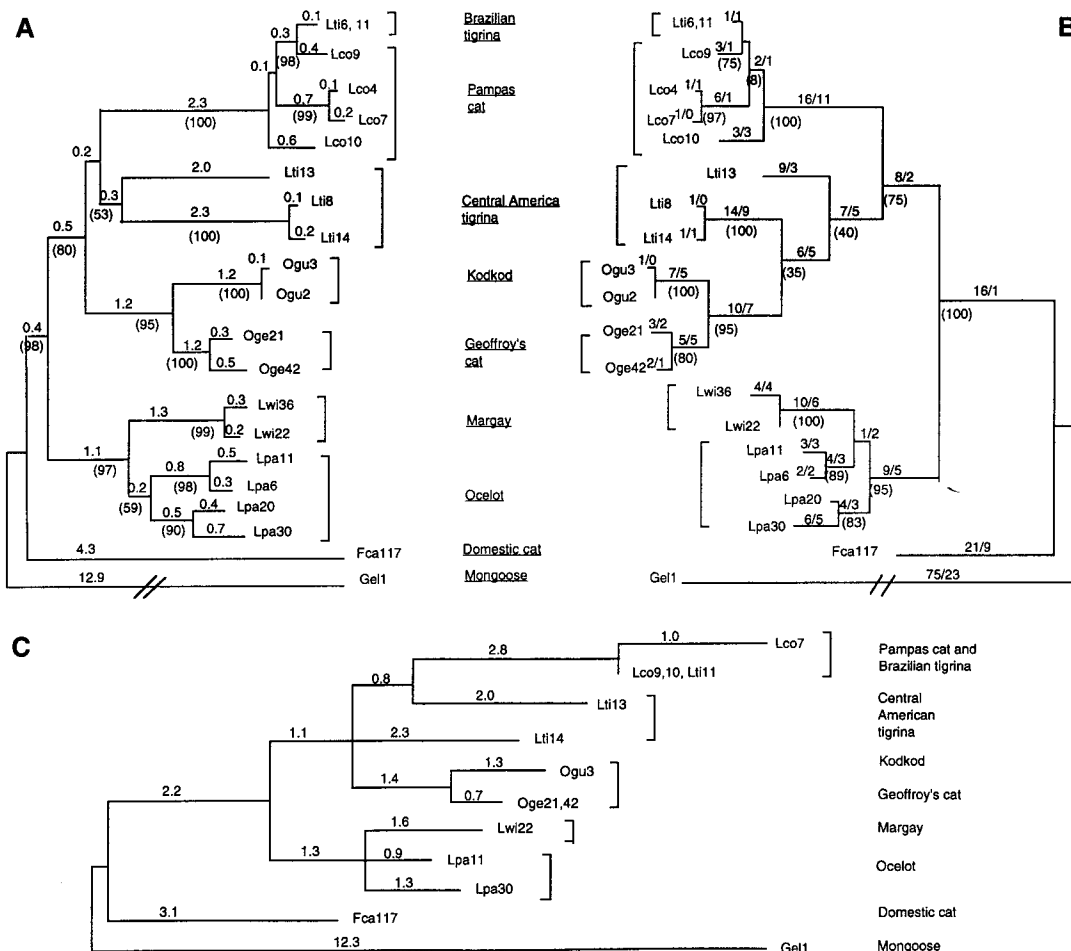 A
B
0.1
Lti6, 11
0.3
(98)
0.4
Lco9
0.1
0.1
Lco4
0.7
(99)
0.2
Lco7
2.3
(100)
0.6
Lco10
0.2
2.0
Lti13
0.3
(53)
0.1
Lti8
2.3
(100)
0.2
Lti14
0.5
(80)
0.1
Ogu3
1.2
(100)
Ogu2
1.2
(95)
0.3
Oge21
1.2
(100)
0.5
Oge42
0.4
(98)
0.3
Lwi36
1.3
(99)
0.2
Lwi22
1.1
(97)
0.5
Lpa11
0.8
(98)
0.3
Lpa6
0.2
(59)
0.4
Lpa20
0.5
(90)
0.7
Lpa30
4.3
Fca117
12.9
Gel1
Brazilian
tigrina
Pampas
cat
Central America
tigrina
Kodkod
Geoffroy's
cat
Margay
Ocelot
Domestic cat
Mongoose
Lti6,11
1/1
Lco9
3/1
(75)
2/1
(8)
Lco4
1/1
6/1
(97)
Lco7
1/0
Lco10
3/3
16/11
(100)
Lti13
9/3
8/2
(75)
Lti8
1/0
14/9
(100)
Lti14
1/1
7/5
(40)
6/5
(35)
Ogu3
1/0
7/5
(100)
Ogu2
10/7
(95)
Oge21
3/2
5/5
(80)
Oge42
2/1
16/1
(100)
Lwi36
4/4
10/6
(100)
Lwi22
1/2
Lpa11
3/3
4/3
(89)
Lpa6
2/2
9/5
(95)
Lpa20
4/3
(83)
Lpa30
6/5
Fca117
21/9
Gel1
75/23
C
1.0
Lco7
2.8
Lco9,10, Lti11
0.8
2.0
Lti13
1.1
2.3
Lti14
1.3
Ogu3
1.4
0.7
Oge21,42
2.2
1.6
Lwi22
1.3
0.9
Lpa11
1.3
Lpa30
3.1
Fca117
12.3
Gel1
Pampas cat and
Brazilian tigrina
Central
American
tigrina
Kodkod
Geoffroy's cat
Margay
Ocelot
Domestic cat
Mongoose